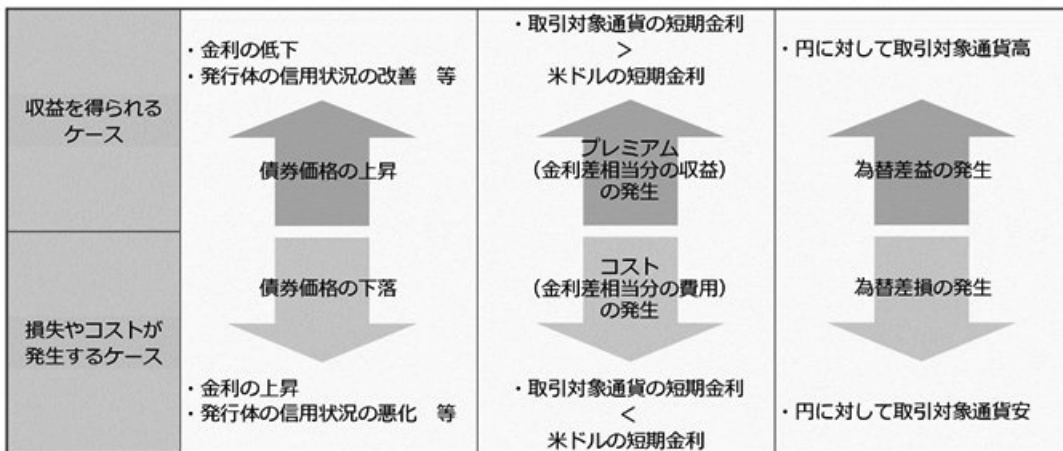 収益を得られる
ケース
・金利の低下
・発行体の信用状況の改善　等
債券価格の上昇
・取引対象通貨の短期金利
＞
米ドルの短期金利
プレミアム
（金利差相当分の収益）
の発生
・円に対して取引対象通貨高
為替差益の発生
損失やコストが
発生するケース
債券価格の下落
・金利の上昇
・発行体の信用状況の悪化　等
コスト
（金利差相当分の費用）
の発生
・取引対象通貨の短期金利
＜
米ドルの短期金利
為替差損の発生
・円に対して取引対象通貨安